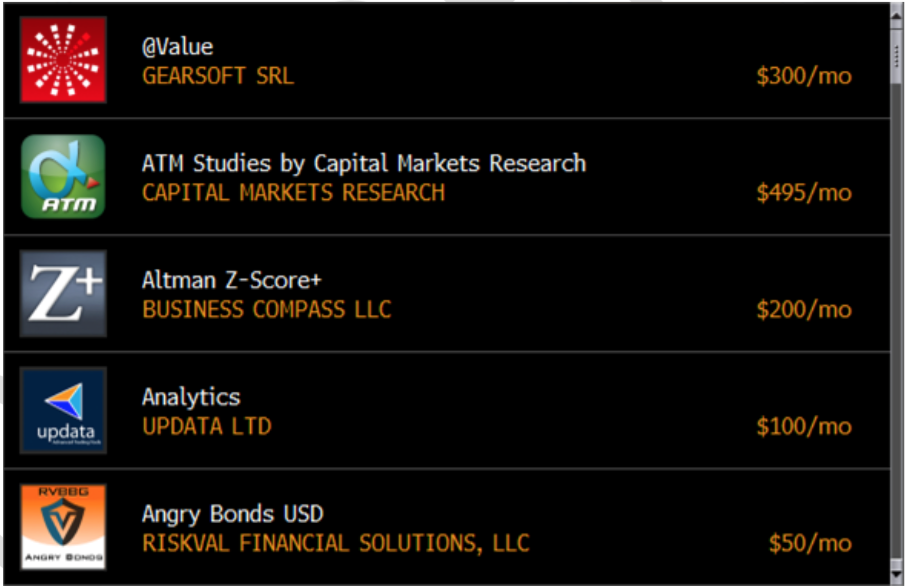 @Value
GEARSOFT SRL
$300/mo
ATM
ATM Studies by Capital Markets Research
CAPITAL MARKETS RESEARCH
$495/mo
Z+
Altman Z-Score+
BUSINESS COMPASS LLC
$200/mo
updata
Analytics
UPDATA LTD
$100/mo
RVBBG
ANGRY BONDS
Angry Bonds USD
RISKVAL FINANCIAL SOLUTIONS, LLC
$50/mo